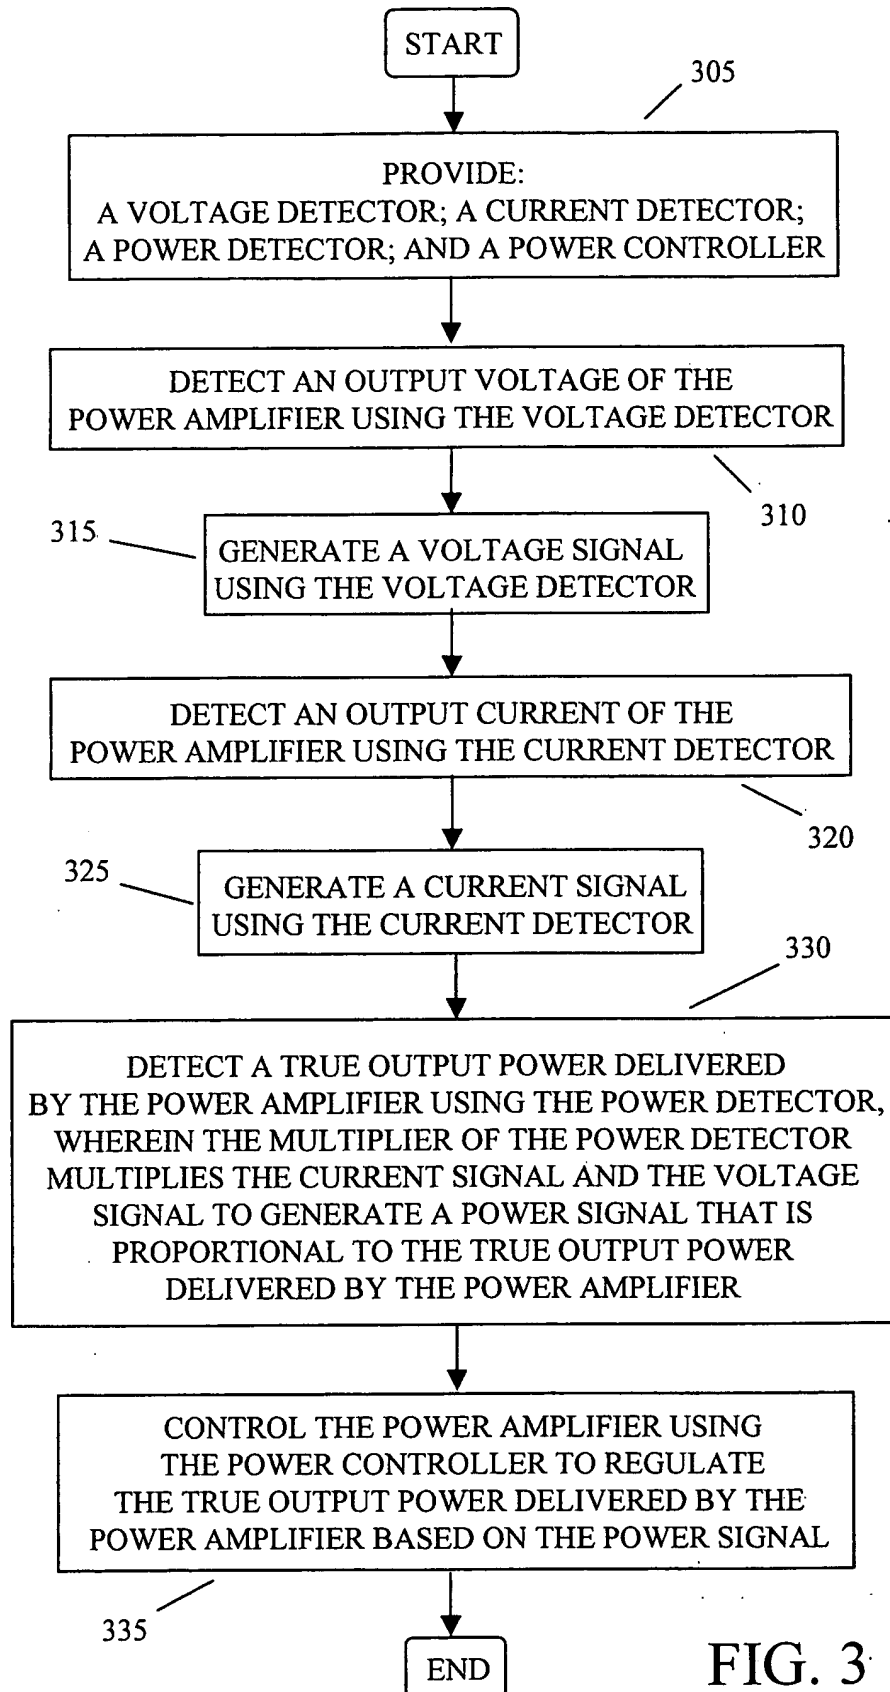 START
305
PROVIDE:
A VOLTAGE DETECTOR; A CURRENT DETECTOR;
A POWER DETECTOR; AND A POWER CONTROLLER
DETECT AN OUTPUT VOLTAGE OF THE
POWER AMPLIFIER USING THE VOLTAGE DETECTOR
310
315
GENERATE A VOLTAGE SIGNAL
USING THE VOLTAGE DETECTOR
DETECT AN OUTPUT CURRENT OF THE
POWER AMPLIFIER USING THE CURRENT DETECTOR
320
325
GENERATE A CURRENT SIGNAL
USING THE CURRENT DETECTOR
330
DETECT A TRUE OUTPUT POWER DELIVERED
BY THE POWER AMPLIFIER USING THE POWER DETECTOR,
WHEREIN THE MULTIPLIER OF THE POWER DETECTOR
MULTIPLIES THE CURRENT SIGNAL AND THE VOLTAGE
SIGNAL TO GENERATE A POWER SIGNAL THAT IS
PROPORTIONAL TO THE TRUE OUTPUT POWER
DELIVERED BY THE POWER AMPLIFIER
CONTROL THE POWER AMPLIFIER USING
THE POWER CONTROLLER TO REGULATE
THE TRUE OUTPUT POWER DELIVERED BY THE
POWER AMPLIFIER BASED ON THE POWER SIGNAL
335
END
FIG. 3